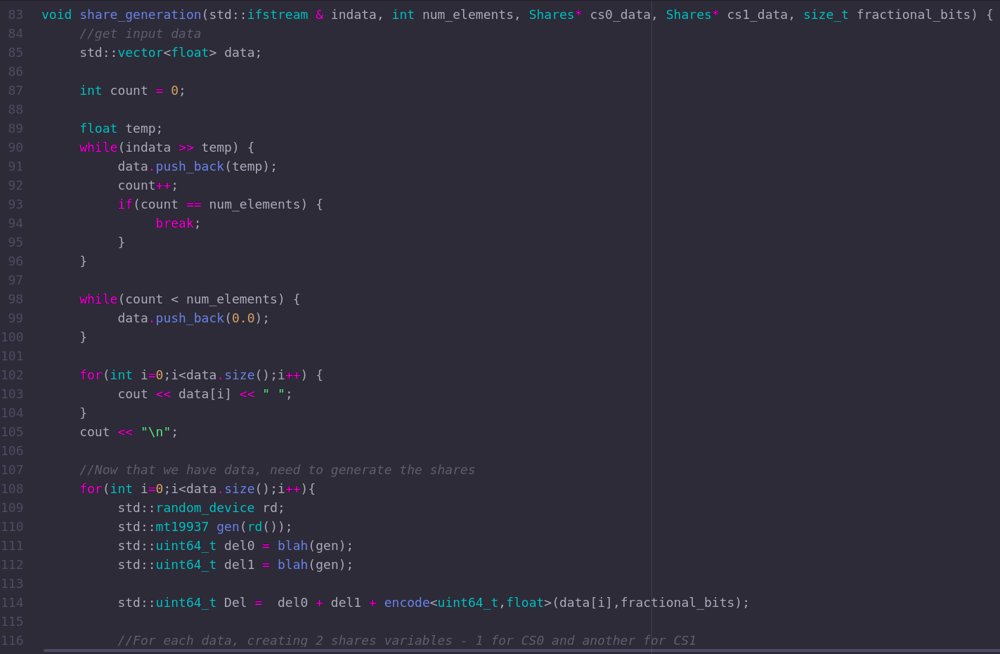 83 void share_generation(std::ifstream & indata, int num_elements, Shares* cs0_data, Shares* cs1_data, size_t fractional_bits) {
84 //get input data
85 std::vector<float> data;
86
87 int count = 0;
88
89 float temp;
90 while(indata >> temp) {
91 data.push_back(temp);
92 count++;
93 if(count == num_elements) {
94 break;
95 }
96 }
97
98 while(count < num_elements) {
99 data.push_back(0.0);
100 }
101
102 for(int i=0;i<data.size();i++) {
103 cout << data[i] << " ";
104 }
105 cout << "\n";
106
107 //Now that we have data, need to generate the shares
108 for(int i=0;i<data.size();i++){
109 std::random_device rd;
110 std::mt19937 gen(rd());
111 std::uint64_t del0 = blah(gen);
112 std::uint64_t del1 = blah(gen);
113
114 std::uint64_t Del =  del0 + del1 + encode<uint64_t,float>(data[i],fractional_bits);
115
116 //For each data, creating 2 shares variables - 1 for CS0 and another for CS1